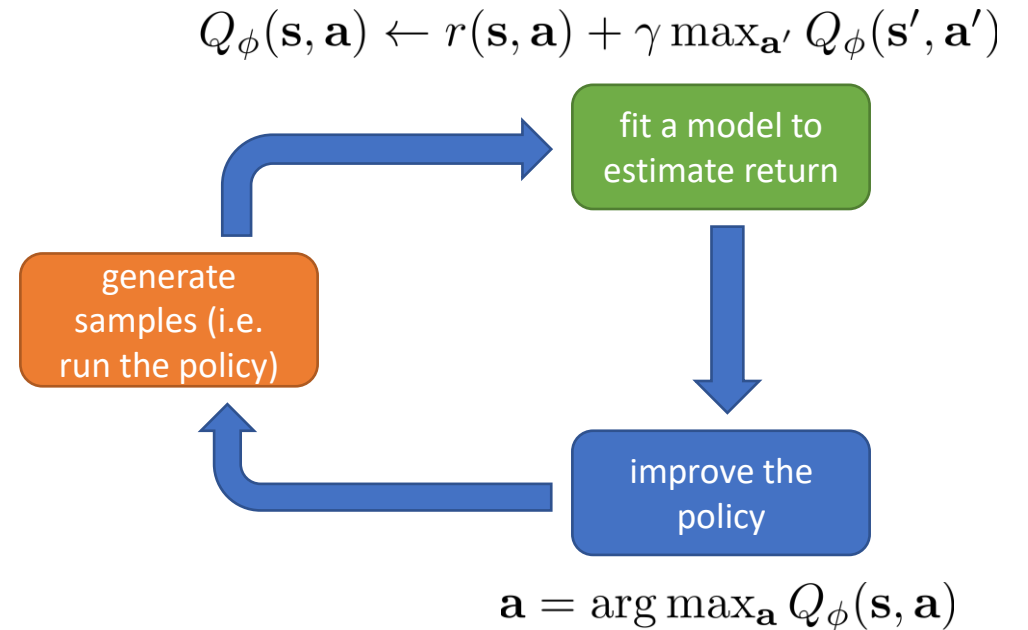 Q_ϕ(s, a) ← r(s, a) + γ max_a′ Q_ϕ(s′, a′)
fit a model to
estimate return
generate
samples (i.e.
run the policy)
improve the
policy
a = arg max_a Q_ϕ(s, a)